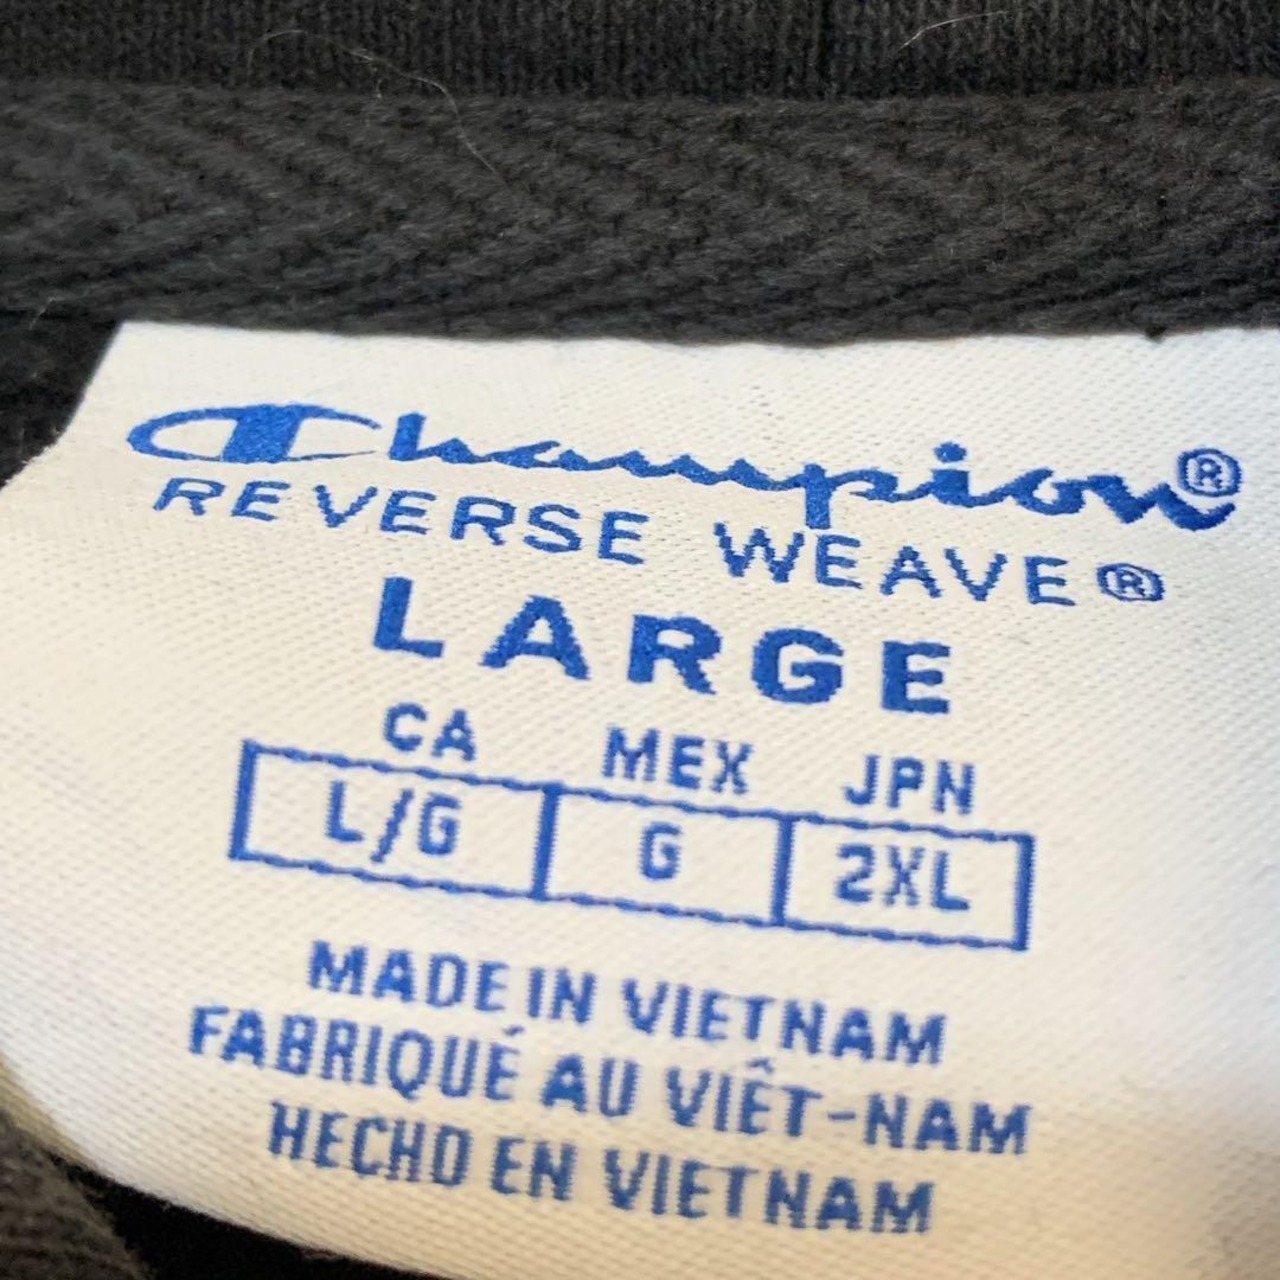 Champion®
REVERSE WEAVE®
LARGE
CA MEX JPN
L/G G 2XL
MADE IN VIETNAM
FABRIQUÉ AU VIÊT-NAM
HECHO EN VIETNAM